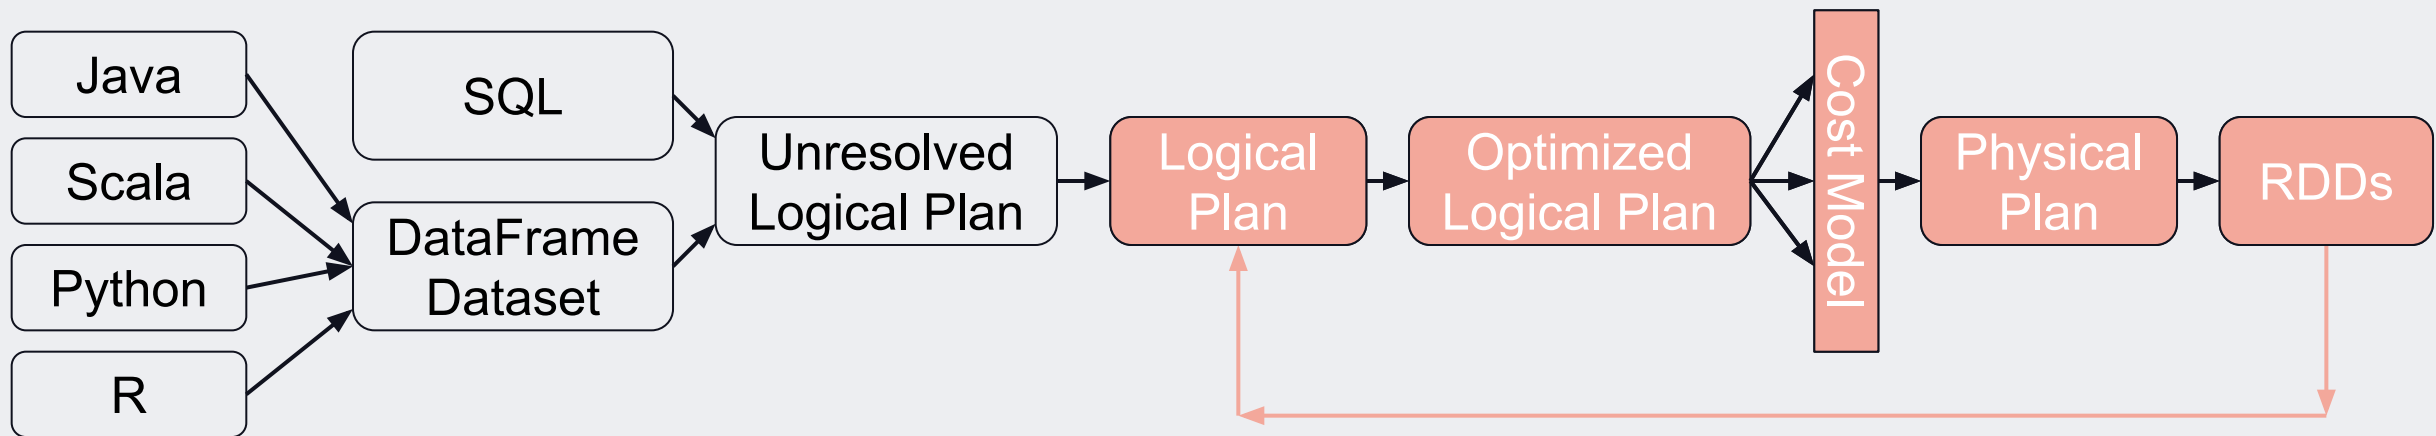 Java
Scala
Python
R
SQL
DataFrame
Dataset
Unresolved
Logical Plan
Logical
Plan
Optimized
Logical Plan
Cost Model
Physical
Plan
RDDs